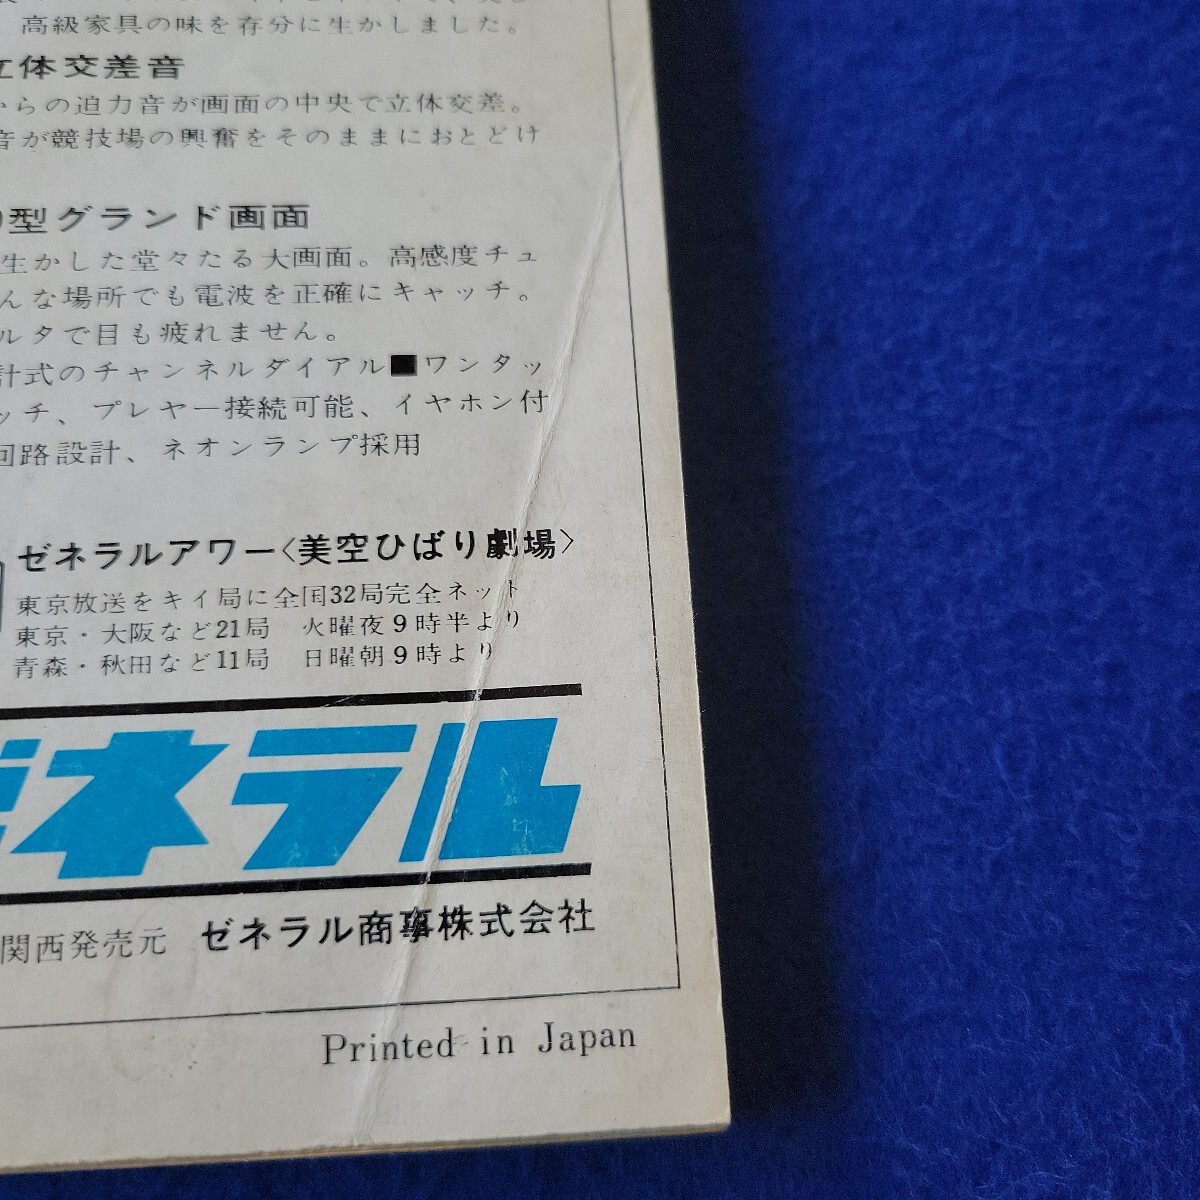 高級家具の味を存分に生かしました。
立体交差音
からの迫力音が画面の中央で立体交差。
音が競技場の興奮をそのままにおとどけ
型グランド画面
生かした堂々たる大画面。高感度チュ
んな場所でも電波を正確にキャッチ。
ルタで目も疲れません。
計式のチャンネルダイアル■ワンタッ
ッチ、プレヤー接続可能、イヤホン付
回路設計、ネオンランプ採用
ゼネラルアワー〈美空ひばり劇場〉
東京放送をキイ局に全国32局完全ネット
東京・大阪など21局 火曜夜9時半より
青森・秋田など11局 日曜朝9時より
ゼネラル
関西発売元 ゼネラル商事株式会社
Printed in Japan